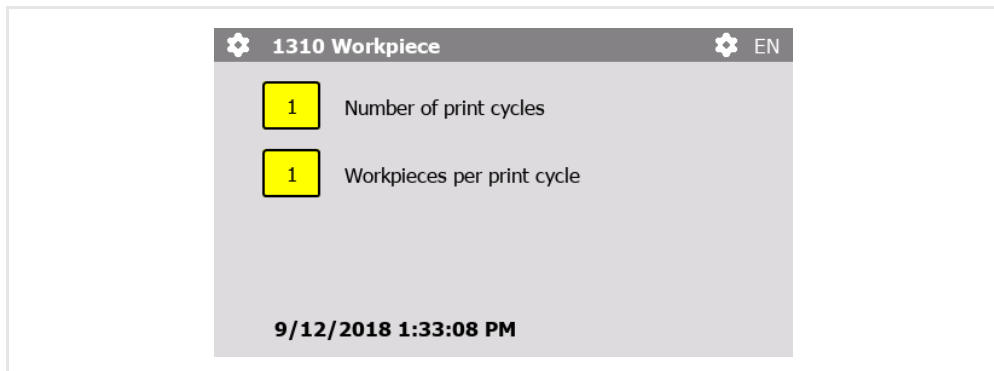 1310 Workpiece EN
1 Number of print cycles
1 Workpieces per print cycle
9/12/2018 1:33:08 PM